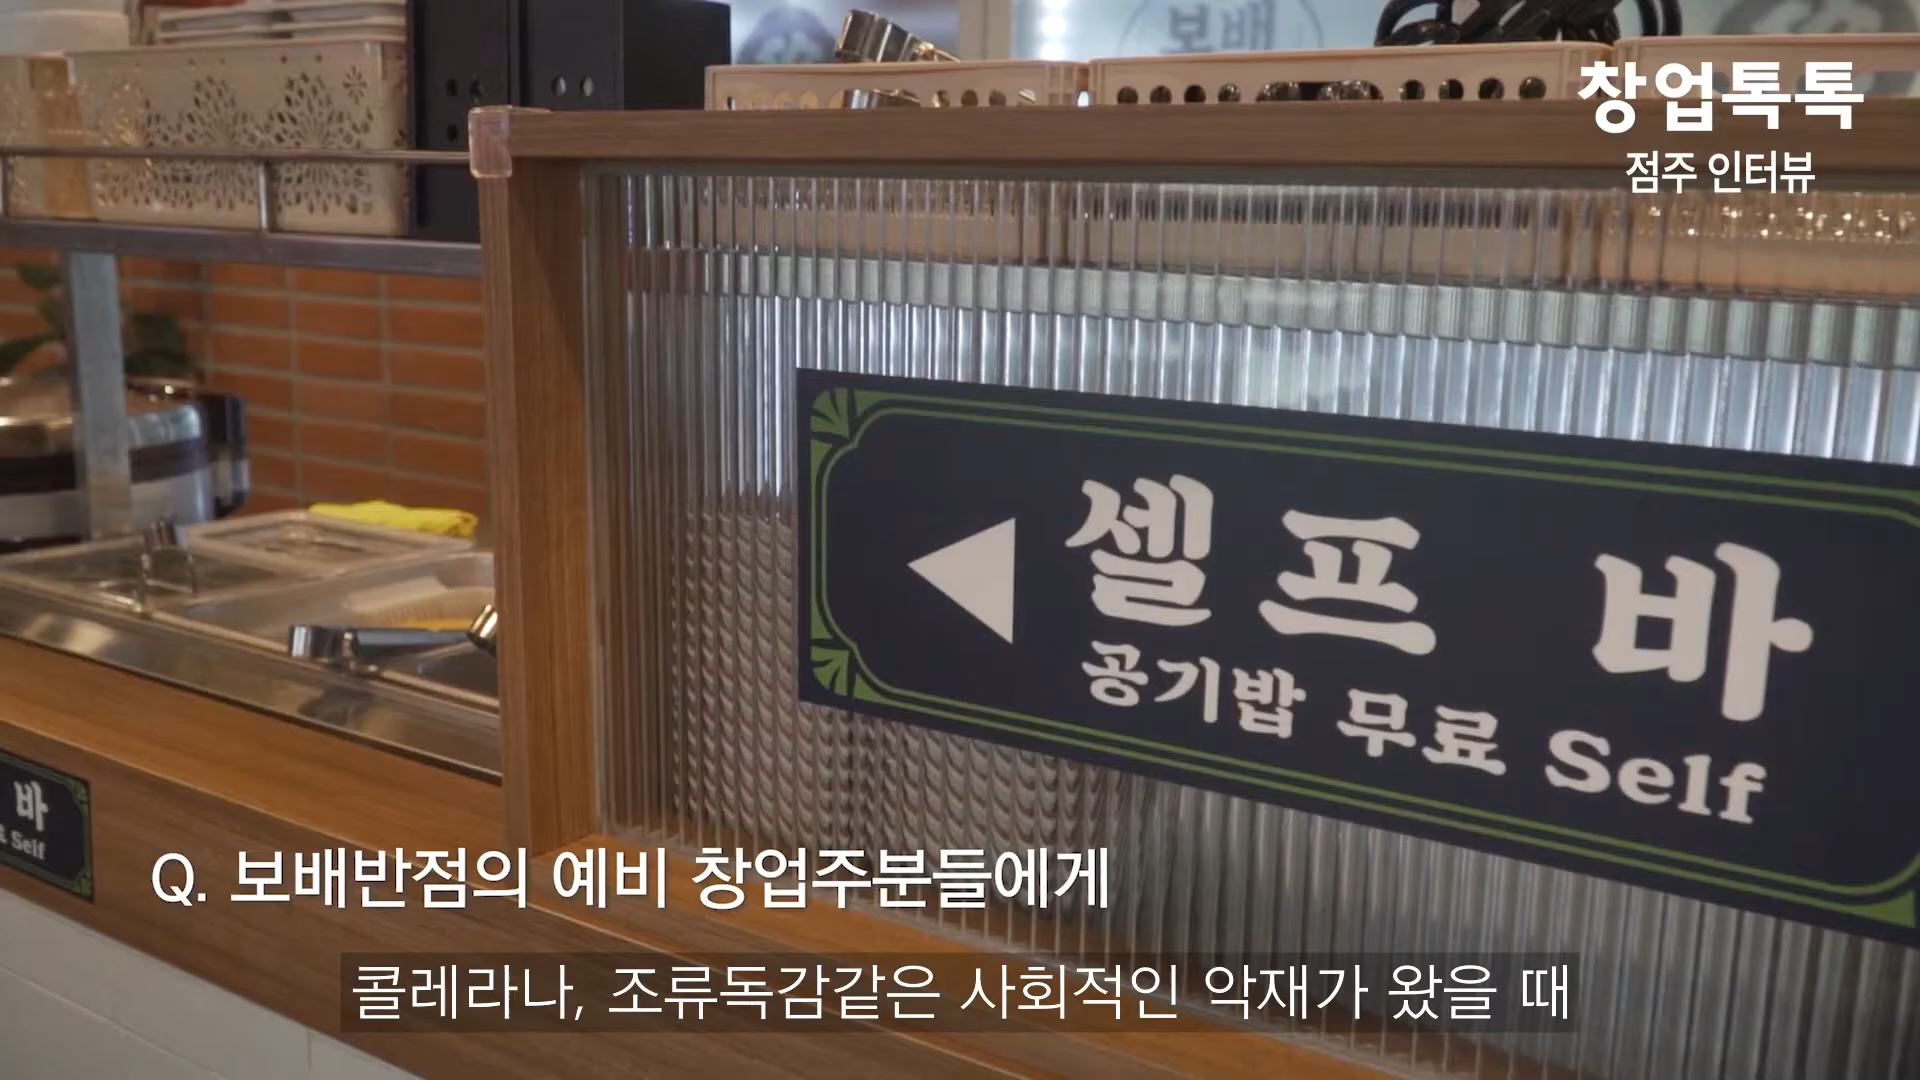 보배
창업톡톡
점주 인터뷰
셀프 바
공기밥 무료 Self
바
Self
Q. 보배반점의 예비 창업주분들에게
콜레라나, 조류독감같은 사회적인 악재가 왔을 때